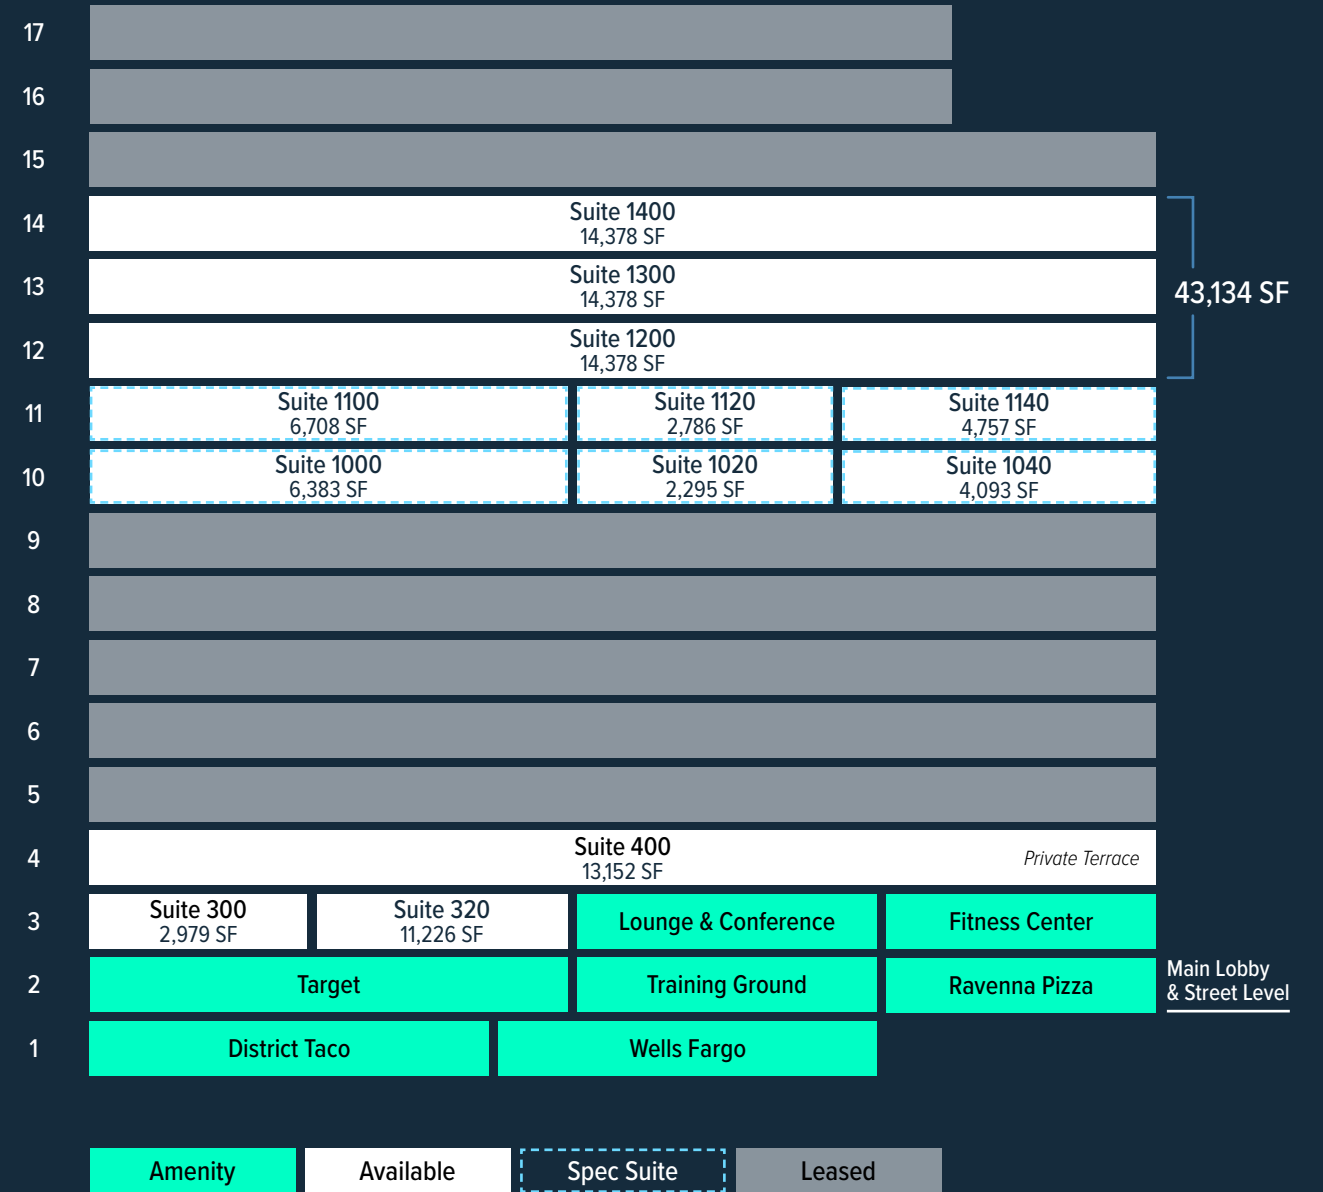 17
16
15
14
Suite 1400
14,378 SF
13
Suite 1300
14,378 SF
43,134 SF
12
Suite 1200
14,378 SF
11
Suite 1100
6,708 SF
Suite 1120
2,786 SF
Suite 1140
4,757 SF
10
Suite 1000
6,383 SF
Suite 1020
2,295 SF
Suite 1040
4,093 SF
9
8
7
6
5
4
Suite 400
13,152 SF
Private Terrace
3
Suite 300
2,979 SF
Suite 320
11,226 SF
Lounge & Conference
Fitness Center
2
Target
Training Ground
Ravenna Pizza
Main Lobby
& Street Level
1
District Taco
Wells Fargo
Amenity
Available
Spec Suite
Leased